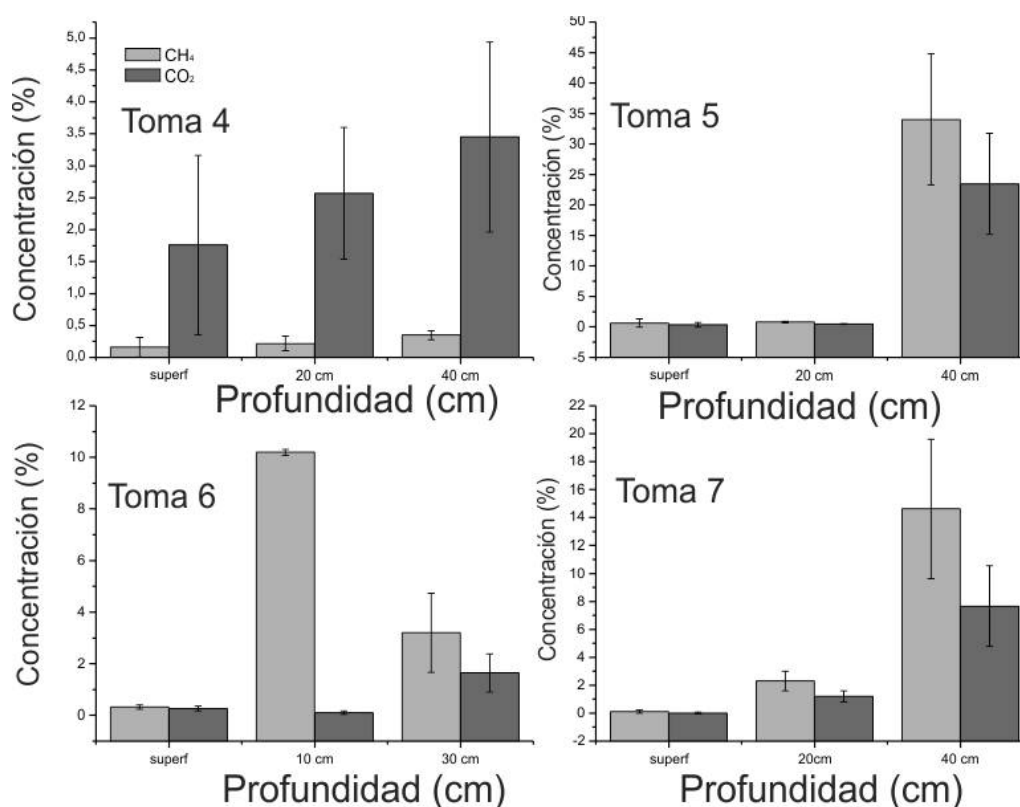 Concentración (%)
5,0
4,5
4,0
3,5
3,0
2,5
2,0
1,5
1,0
0,5
0,0
CH₄
CO₂
Toma 4
superf
20 cm
40 cm
Profundidad (cm)
Concentración (%)
50
45
40
35
30
25
20
15
10
5
0
-5
Toma 5
superf
20 cm
40 cm
Profundidad (cm)
Concentración (%)
12
10
8
6
4
2
0
Toma 6
superf
10 cm
30 cm
Profundidad (cm)
Concentración (%)
22
20
18
16
14
12
10
8
6
4
2
0
-2
Toma 7
superf
20cm
40 cm
Profundidad (cm)